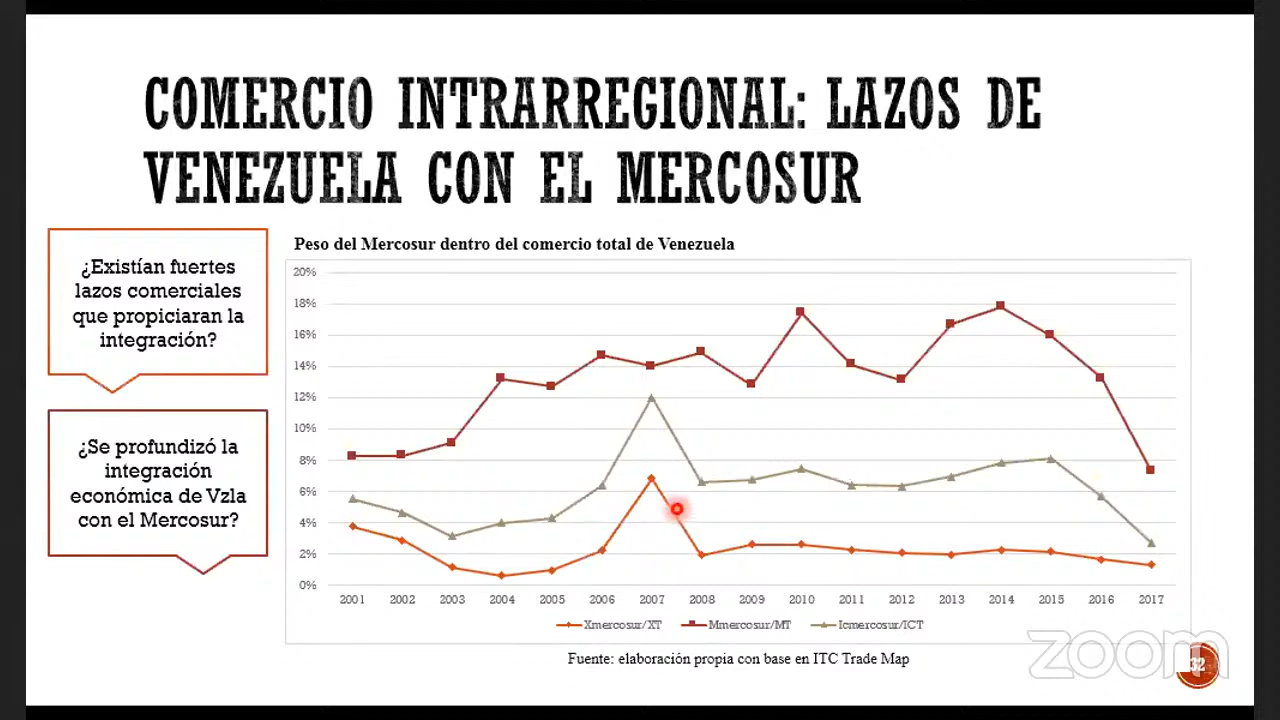 COMERCIO INTRARREGIONAL: LAZOS DE
VENEZUELA CON EL MERCOSUR
¿Existían fuertes
lazos comerciales
que propiciaran la
integración?
¿Se profundizó la
integración
económica de Vzla
con el Mercosur?
Peso del Mercosur dentro del comercio total de Venezuela
20%
18%
16%
14%
12%
10%
8%
6%
4%
2%
0%
2001 2002 2003 2004 2005 2006 2007 2008 2009 2010 2011 2012 2013 2014 2015 2016 2017
Xmercosur/XT Mmercosur/MT Icmercosur/ICT
Fuente: elaboración propia con base en ITC Trade Map
zoom
32